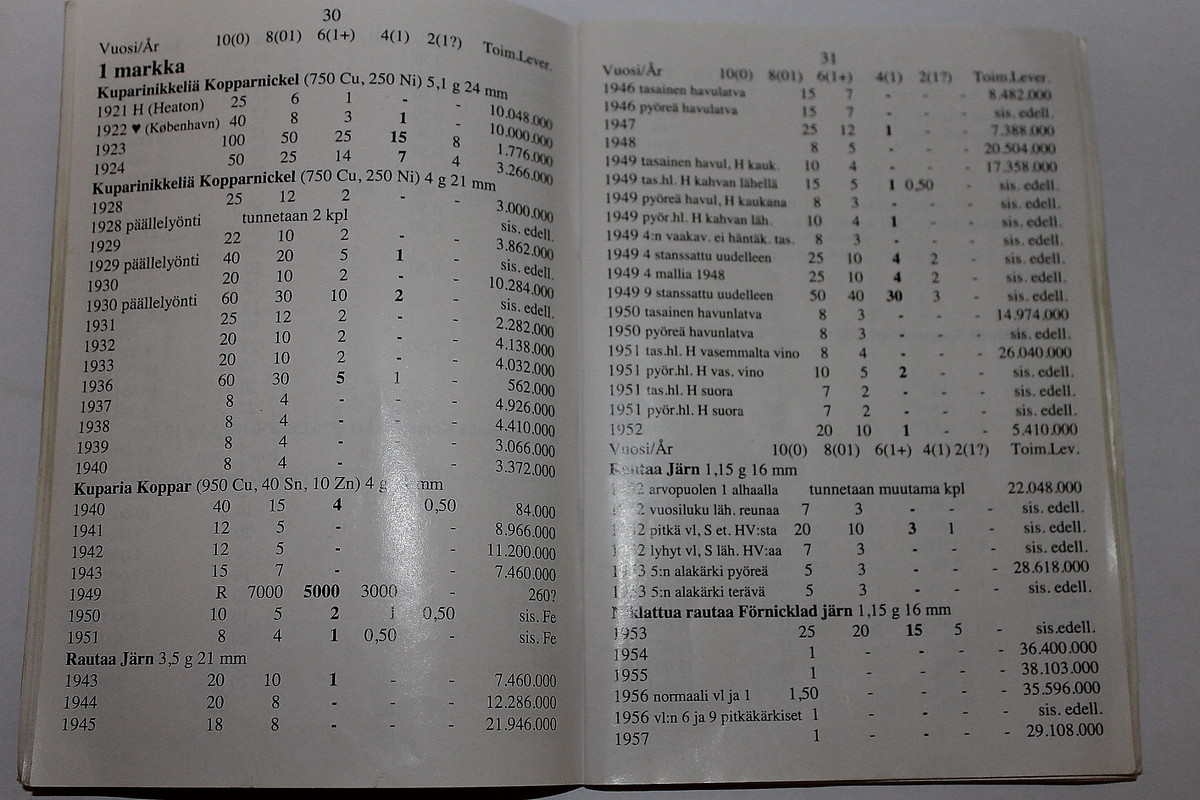 30
Vuosi/År 10(0) 8(01) 6(1+) 4(1) 2(1?) Toim.Lever.
1 markka
Kuparinikkeliä Kopparnickel (750 Cu, 250 Ni) 5,1 g 24 mm
1921 H (Heaton) 25 6 1 - - 10.048.000
1922 ♥ (København) 40 8 3 1 - 10.000.000
1923 100 50 25 15 8 1.776.000
1924 50 25 14 7 4 3.266.000
Kuparinikkeliä Kopparnickel (750 Cu, 250 Ni) 4 g 21 mm
1928 25 12 2 - - 3.000.000
1928 päällelyönti tunnetaan 2 kpl sis. edell.
1929 22 10 2 - - 3.862.000
1929 päällelyönti 40 20 5 1 - sis. edell.
1930 20 10 2 - - 10.284.000
1930 päällelyönti 60 30 10 2 - sis. edell.
1931 25 12 2 - - 2.282.000
1932 20 10 2 - - 4.138.000
1933 20 10 2 - - 4.032.000
1936 60 30 5 1 - 562.000
1937 8 4 - - - 4.926.000
1938 8 4 - - - 4.410.000
1939 8 4 - - - 3.066.000
1940 8 4 - - - 3.372.000
Kuparia Koppar (950 Cu, 40 Sn, 10 Zn) 4 g mm
1940 40 15 4 0,50 84.000
1941 12 5 - - - 8.966.000
1942 12 5 - - - 11.200.000
1943 15 7 - - - 7.460.000
1949 R 7000 5000 3000 - 260?
1950 10 5 2 1 0,50 sis. Fe
1951 8 4 1 0,50 - sis. Fe
Rautaa Järn 3,5 g 21 mm
1943 20 10 1 - - 7.460.000
1944 20 8 - - - 12.286.000
1945 18 8 - - - 21.946.000
31
Vuosi/År 10(0) 8(01) 6(1+) 4(1) 2(1?) Toim.Lever.
1946 tasainen havulatva 15 7 - - - 8.482.000
1946 pyöreä havulatva 15 7 - - - sis. edell.
1947 25 12 1 - - 7.388.000
1948 8 5 - - - 20.504.000
1949 tasainen havul, H kauk. 10 4 - - - 17.358.000
1949 tas.hl. H kahvan lähellä 15 5 1 0,50 - sis. edell.
1949 pyöreä havul, H kaukana 8 3 - - - sis. edell.
1949 pyör.hl. H kahvan läh. 10 4 1 - - sis. edell.
1949 4:n vaakav. ei häntäk. tas. 8 3 - - - sis. edell.
1949 4 stanssattu uudelleen 25 10 4 2 - sis. edell.
1949 4 mallia 1948 25 10 4 2 - sis. edell.
1949 9 stanssattu uudelleen 50 40 30 3 - sis. edell.
1950 tasainen havunlatva 8 3 - - - 14.974.000
1950 pyöreä havunlatva 8 3 - - - sis. edell.
1951 tas.hl. H vasemmalta vino 8 4 - - - 26.040.000
1951 pyör.hl. H vas. vino 10 5 2 - - sis. edell.
1951 tas.hl. H suora 7 2 - - - sis. edell.
1951 pyör.hl. H suora 7 2 - - - sis. edell.
1952 20 10 1 - - 5.410.000
Vuosi/År 10(0) 8(01) 6(1+) 4(1) 2(1?) Toim.Lev.
Rautaa Järn 1,15 g 16 mm
arvopuolen 1 alhaalla tunnetaan muutama kpl 22.048.000
vuosiluku läh. reunaa 7 3 - - - sis. edell.
pitkä vl, S et. HV:sta 20 10 3 1 - sis. edell.
lyhyt vl, S läh. HV:aa 7 3 - - - sis. edell.
5:n alakärki pyöreä 5 3 - - - 28.618.000
5:n alakärki terävä 5 3 - - - sis. edell.
Niklattua rautaa Förnicklad järn 1,15 g 16 mm
1953 25 20 15 5 - sis.edell.
1954 1 - - - - 36.400.000
1955 1 - - - - 38.103.000
1956 normaali vl ja 1 1,50 - - - - 35.596.000
1956 vl:n 6 ja 9 pitkäkärkiset 1 - - - - sis. edell.
1957 1 - - - - 29.108.000